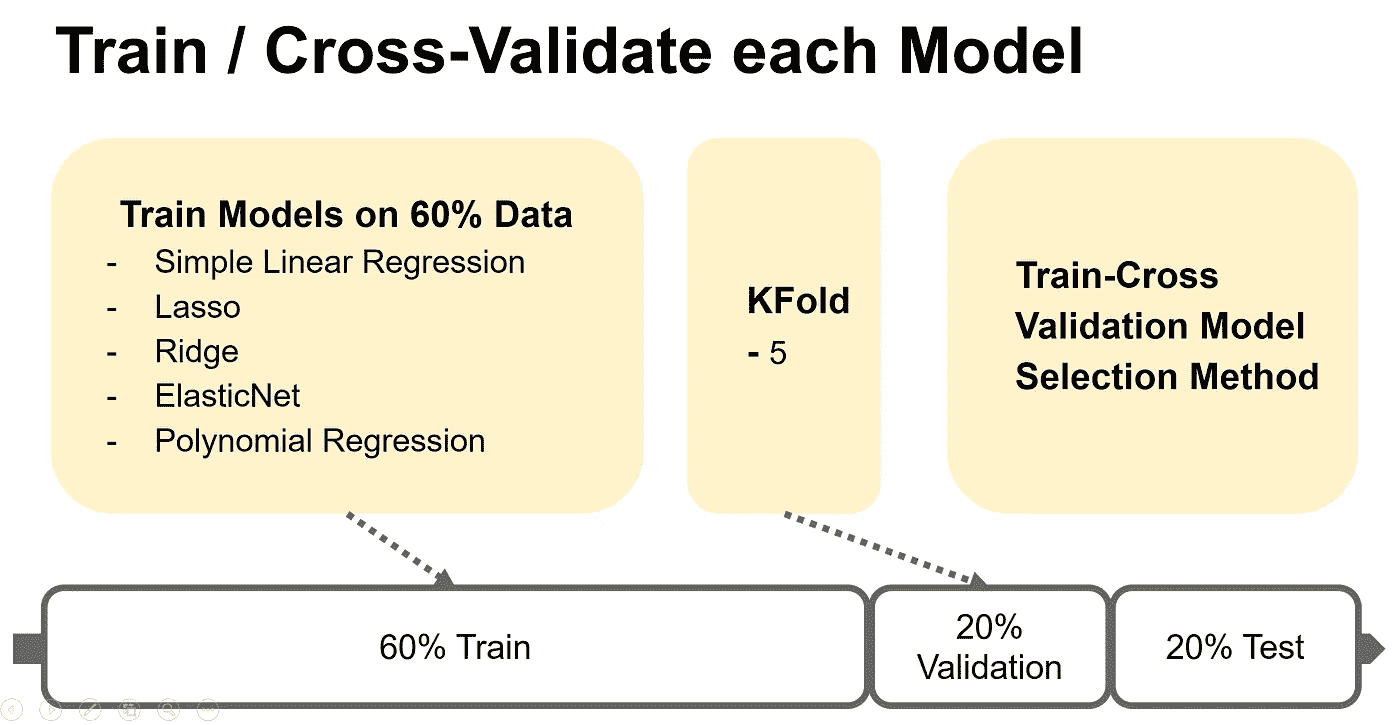 Train / Cross-Validate each Model
Train Models on 60% Data
- Simple Linear Regression
- Lasso
- Ridge
- ElasticNet
- Polynomial Regression
KFold
- 5
Train-Cross
Validation Model
Selection Method
60% Train
20%
Validation
20% Test